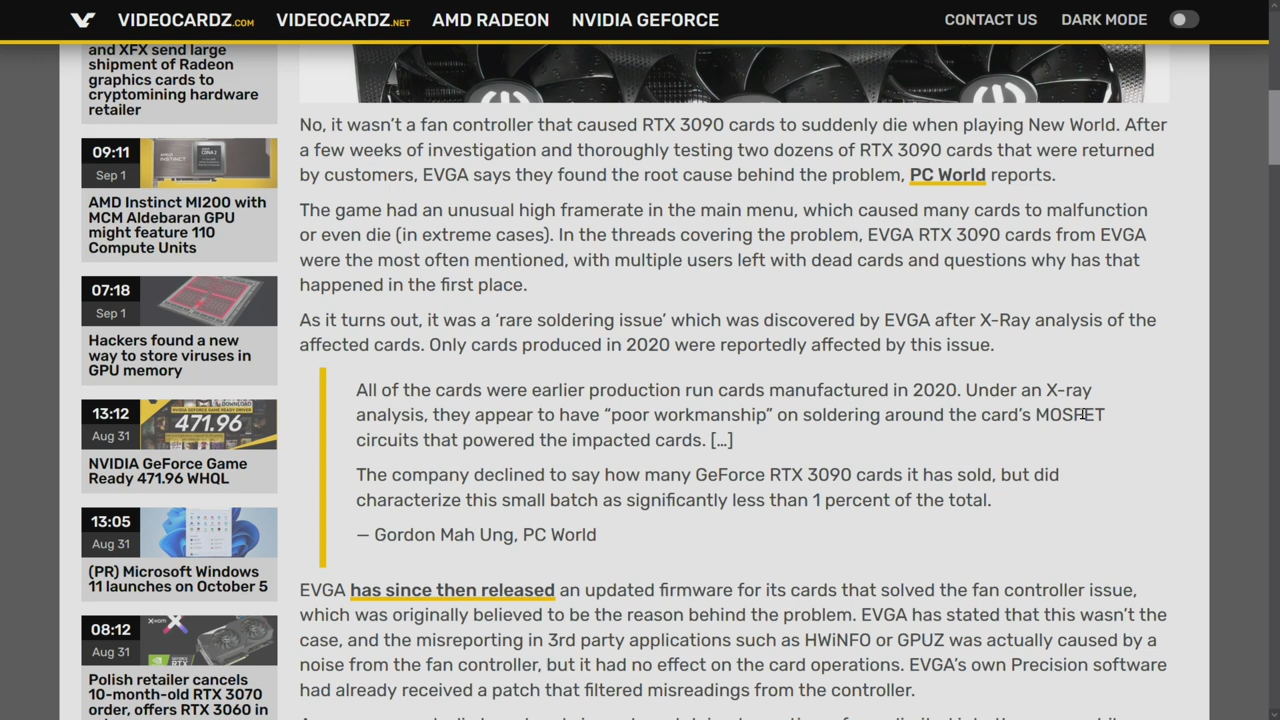 VIDEOCARDZ.COM
VIDEOCARDZ.NET
AMD RADEON
NVIDIA GEFORCE
CONTACT US
DARK MODE
and XFX send large
shipment of Radeon
graphics cards to
cryptomining hardware
retailer
09:11
Sep 1
AMD Instinct MI200 with
MCM Aldebaran GPU
might feature 110
Compute Units
07:18
Sep 1
Hackers found a new
way to store viruses in
GPU memory
13:12
Aug 31
471.96
NVIDIA GeForce Game
Ready 471.96 WHQL
13:05
Aug 31
(PR) Microsoft Windows
11 launches on October 5
08:12
Aug 31
Polish retailer cancels
10-month-old RTX 3070
order, offers RTX 3060 in
No, it wasn't a fan controller that caused RTX 3090 cards to suddenly die when playing New World. After
a few weeks of investigation and thoroughly testing two dozens of RTX 3090 cards that were returned
by customers, EVGA says they found the root cause behind the problem, PC World reports.
The game had an unusual high framerate in the main menu, which caused many cards to malfunction
or even die (in extreme cases). In the threads covering the problem, EVGA RTX 3090 cards from EVGA
were the most often mentioned, with multiple users left with dead cards and questions why has that
happened in the first place.
As it turns out, it was a ‘rare soldering issue’ which was discovered by EVGA after X-Ray analysis of the
affected cards. Only cards produced in 2020 were reportedly affected by this issue.
All of the cards were earlier production run cards manufactured in 2020. Under an X-ray
analysis, they appear to have “poor workmanship” on soldering around the card's MOSFET
circuits that powered the impacted cards. […]
The company declined to say how many GeForce RTX 3090 cards it has sold, but did
characterize this small batch as significantly less than 1 percent of the total.
— Gordon Mah Ung, PC World
EVGA has since then released an updated firmware for its cards that solved the fan controller issue,
which was originally believed to be the reason behind the problem. EVGA has stated that this wasn't the
case, and the misreporting in 3rd party applications such as HWiNFO or GPUZ was actually caused by a
noise from the fan controller, but it had no effect on the card operations. EVGA's own Precision software
had already received a patch that filtered misreadings from the controller.